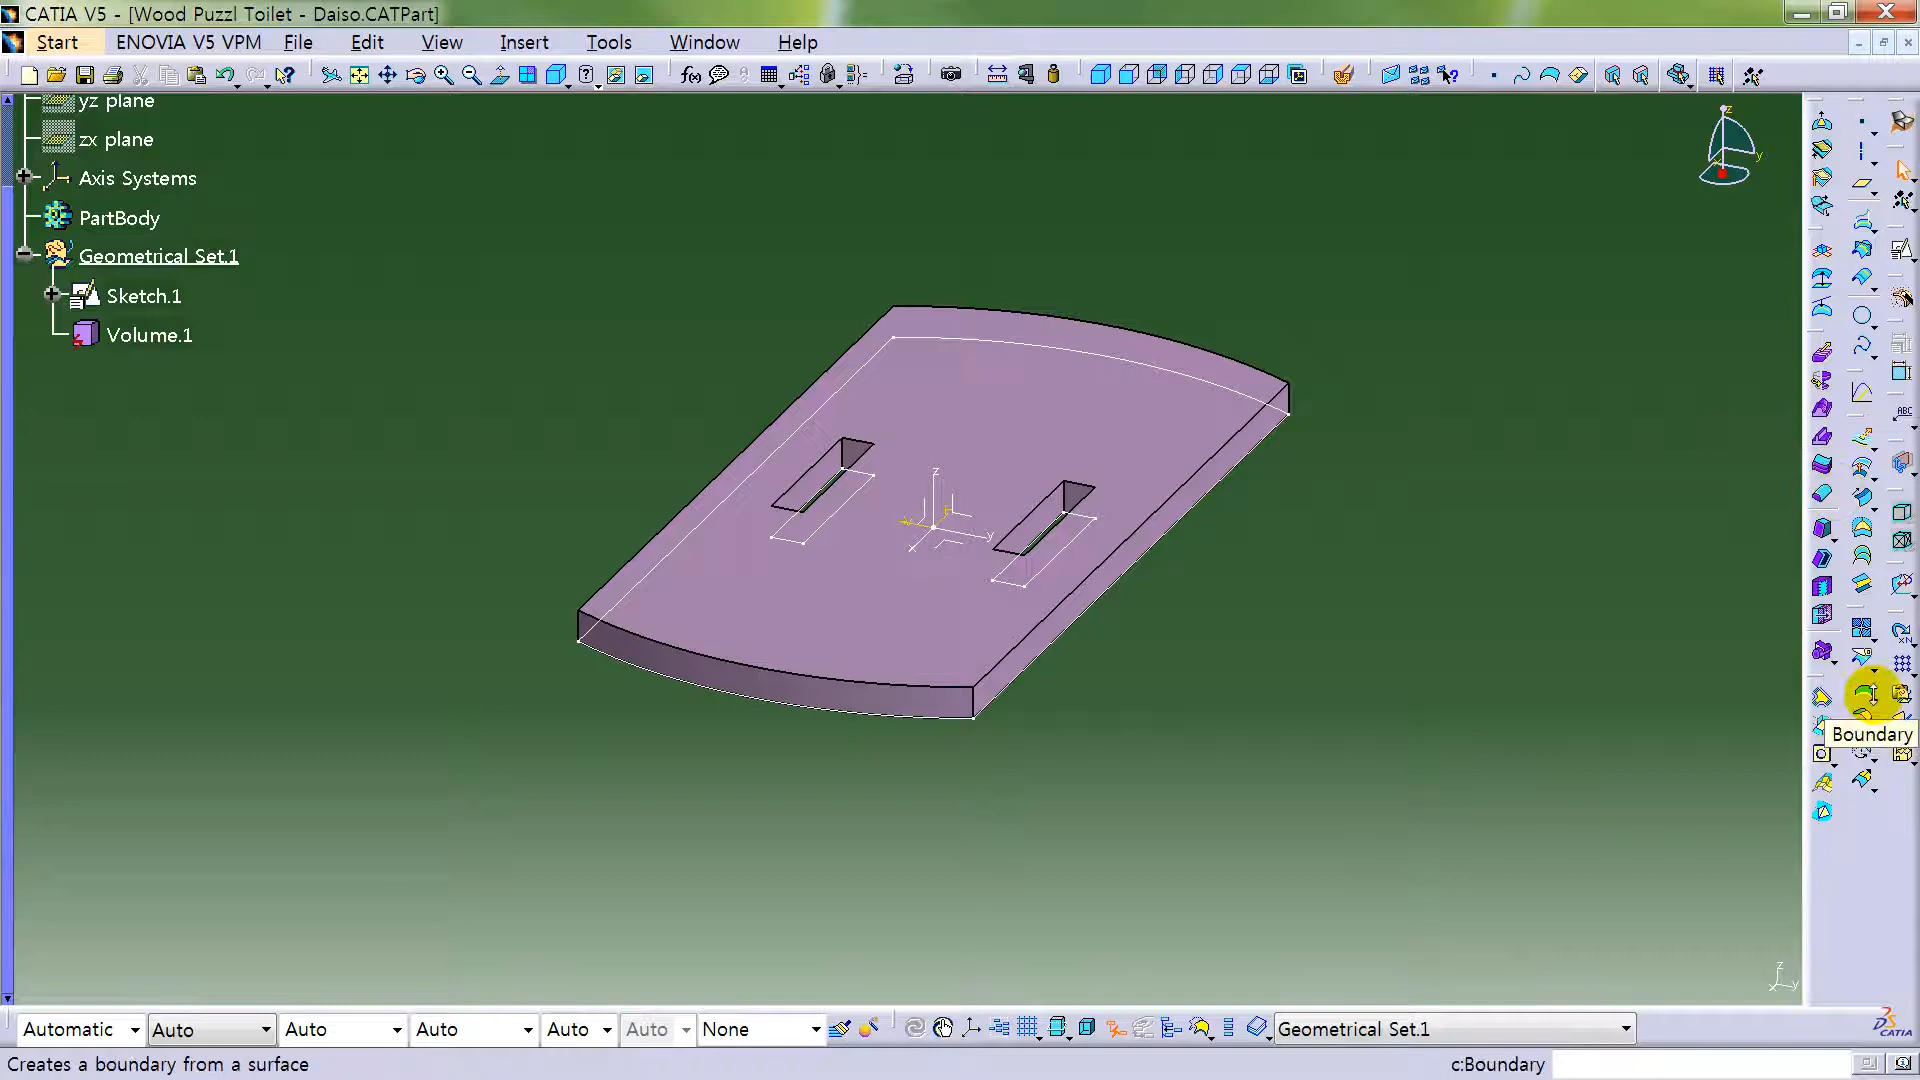 CATIA V5 - [Wood Puzzl Toilet - Daiso.CATPart]
Start ENOVIA V5 VPM File Edit View Insert Tools Window Help
yz plane
zx plane
Axis Systems
PartBody
Geometrical Set.1
Sketch.1
Volume.1
z
y
z
y
x
ABC
Boundary
z
y
x
Automatic Auto Auto Auto Auto Auto None Geometrical Set.1
CATIA
Creates a boundary from a surface c:Boundary